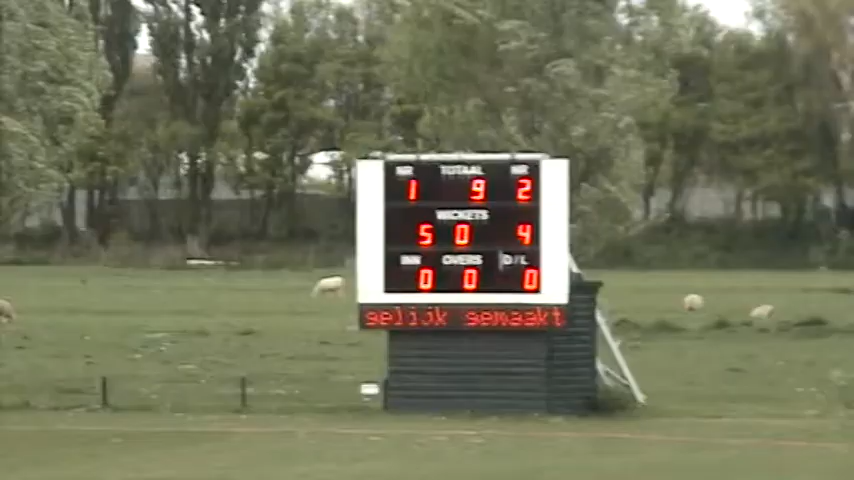 NR TOTAAL NR
1 9 2
WICKETS
5 0 4
INN OVERS D/L
0 0 0
gelijk gemaakt